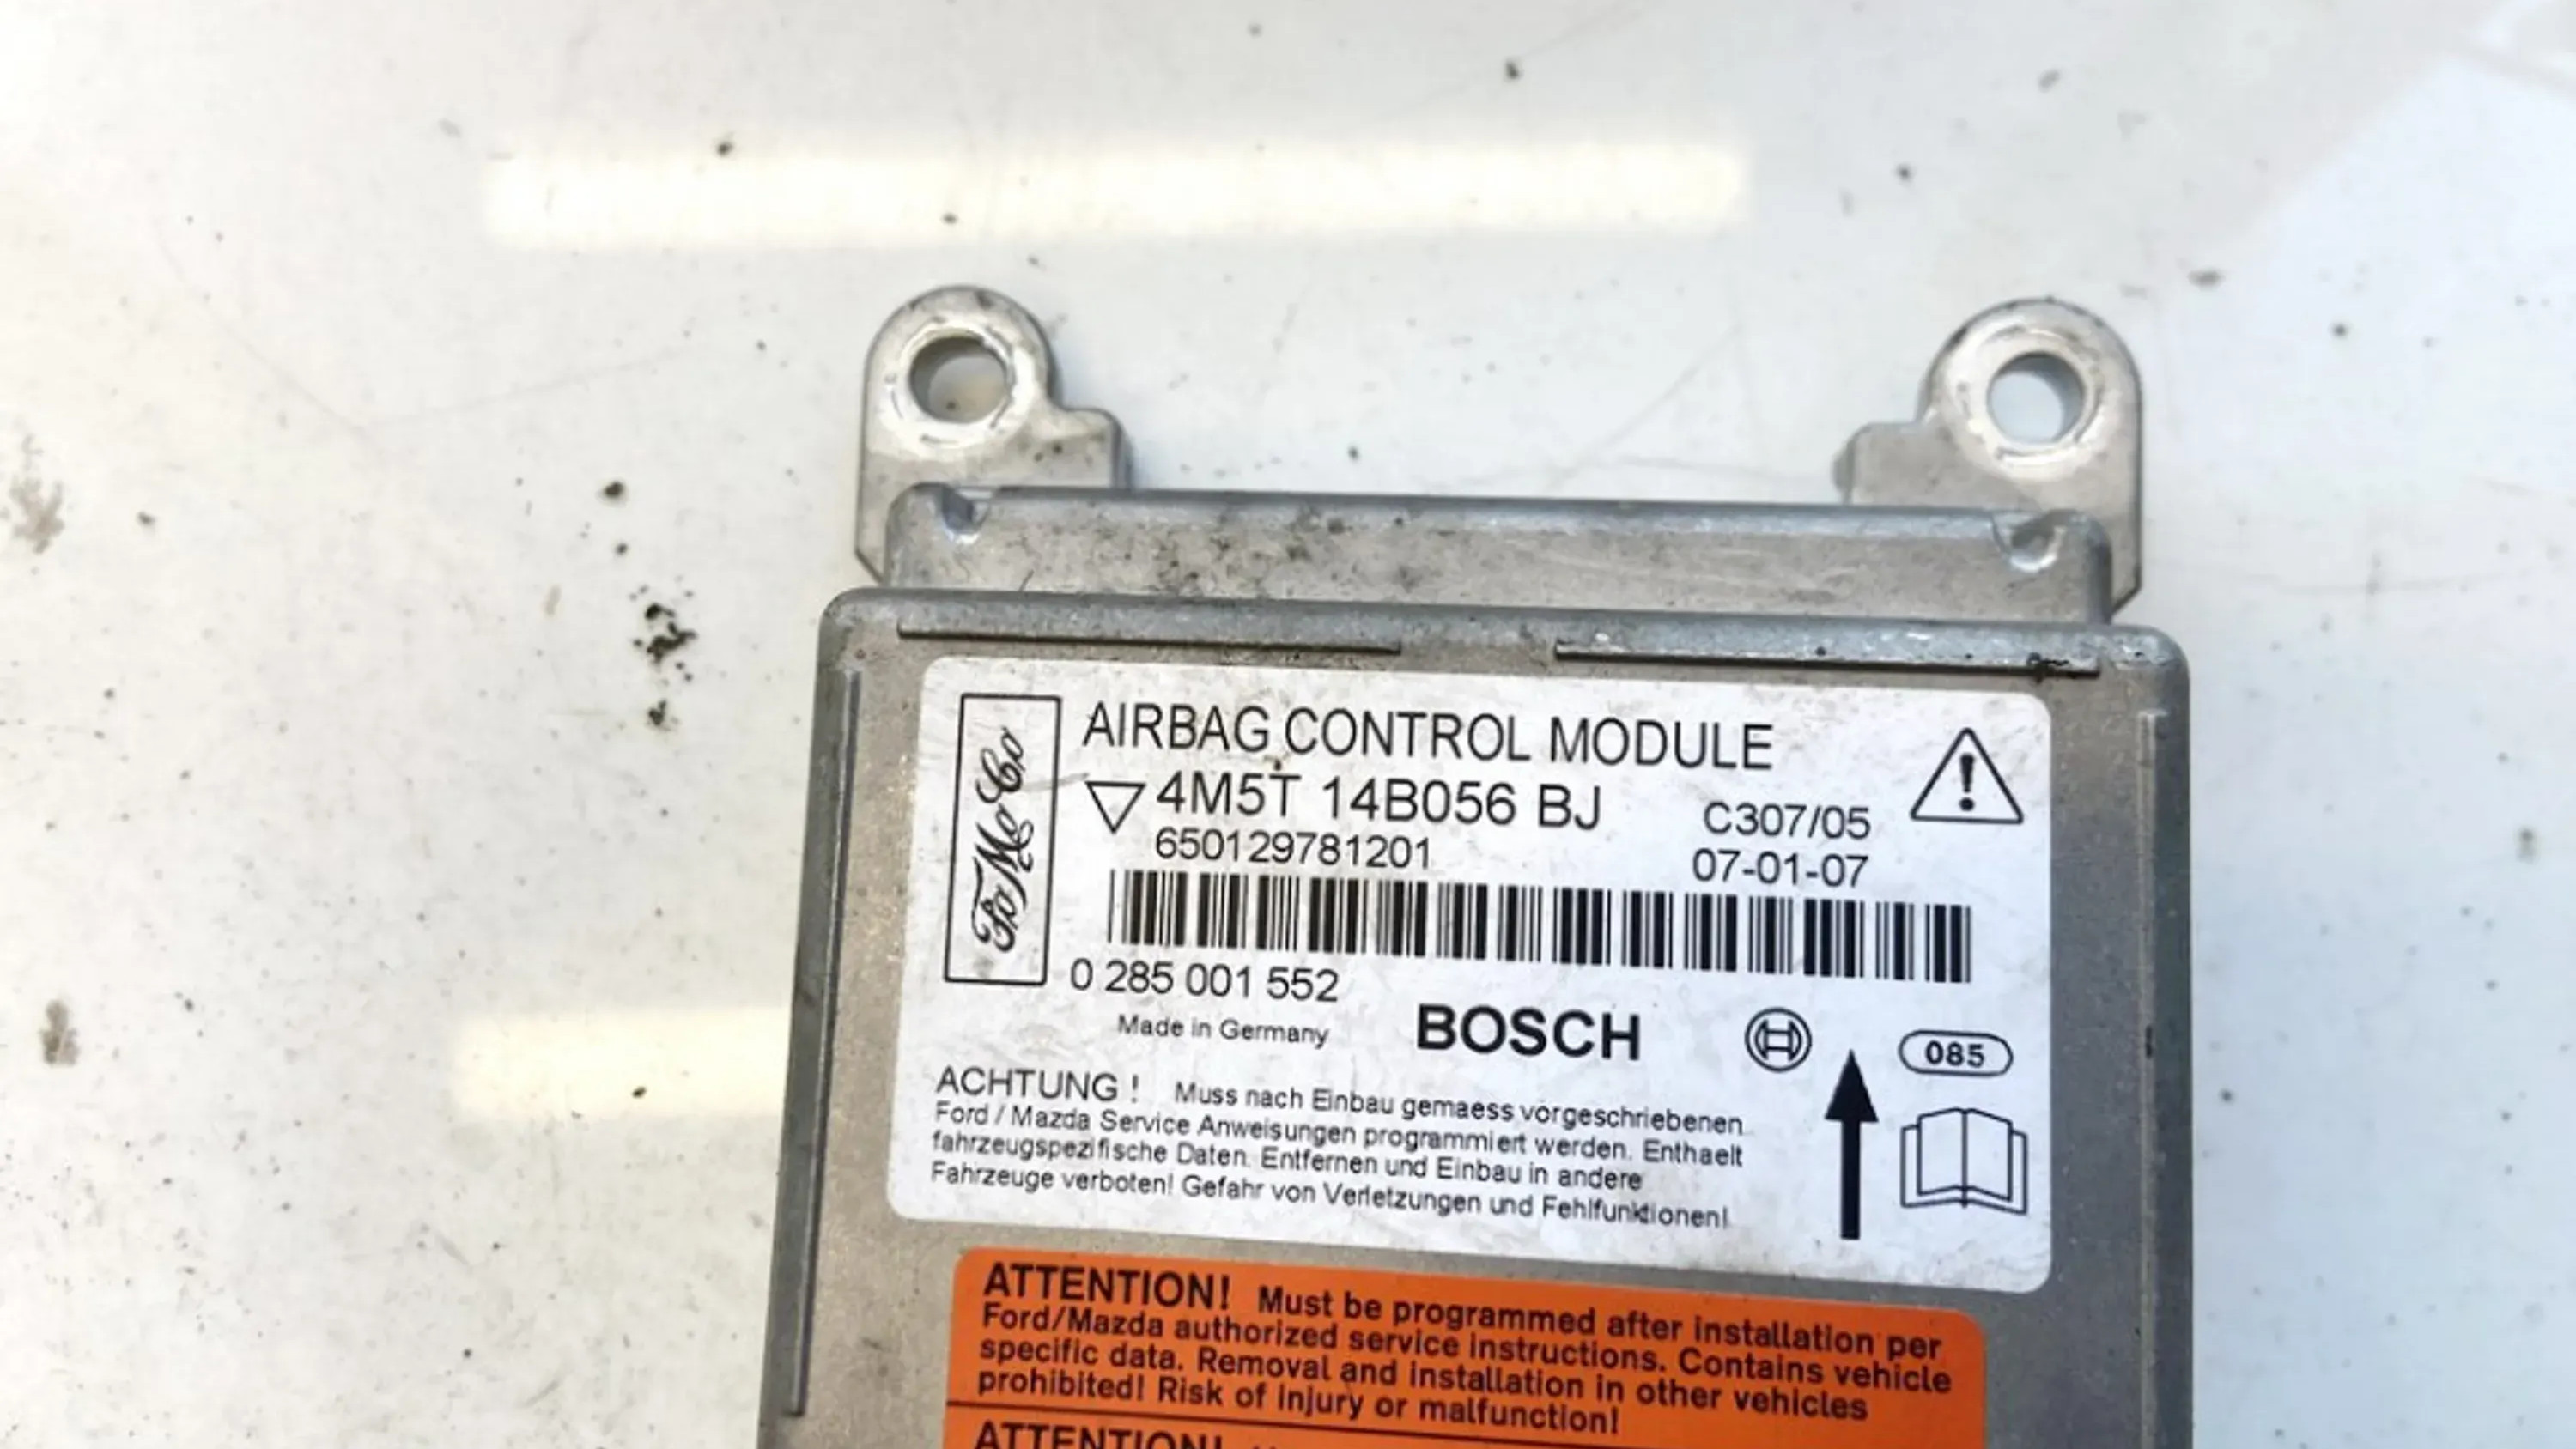 AIRBAG CONTROL MODULE
4M5T 14B056 BJ C307/05
650129781201 07-01-07
FoMoCo
0 285 001 552
Made in Germany BOSCH
085
ACHTUNG ! Muss nach Einbau gemaess vorgeschriebenen
Ford / Mazda Service Anweisungen programmiert werden. Enthaelt
fahrzeugspezifische Daten. Entfernen und Einbau in andere
Fahrzeuge verboten! Gefahr von Verletzungen und Fehlfunktionen!
ATTENTION! Must be programmed after installation per
Ford/Mazda authorized service instructions. Contains vehicle
specific data. Removal and installation in other vehicles
prohibited! Risk of injury or malfunction!
ATTENTION!